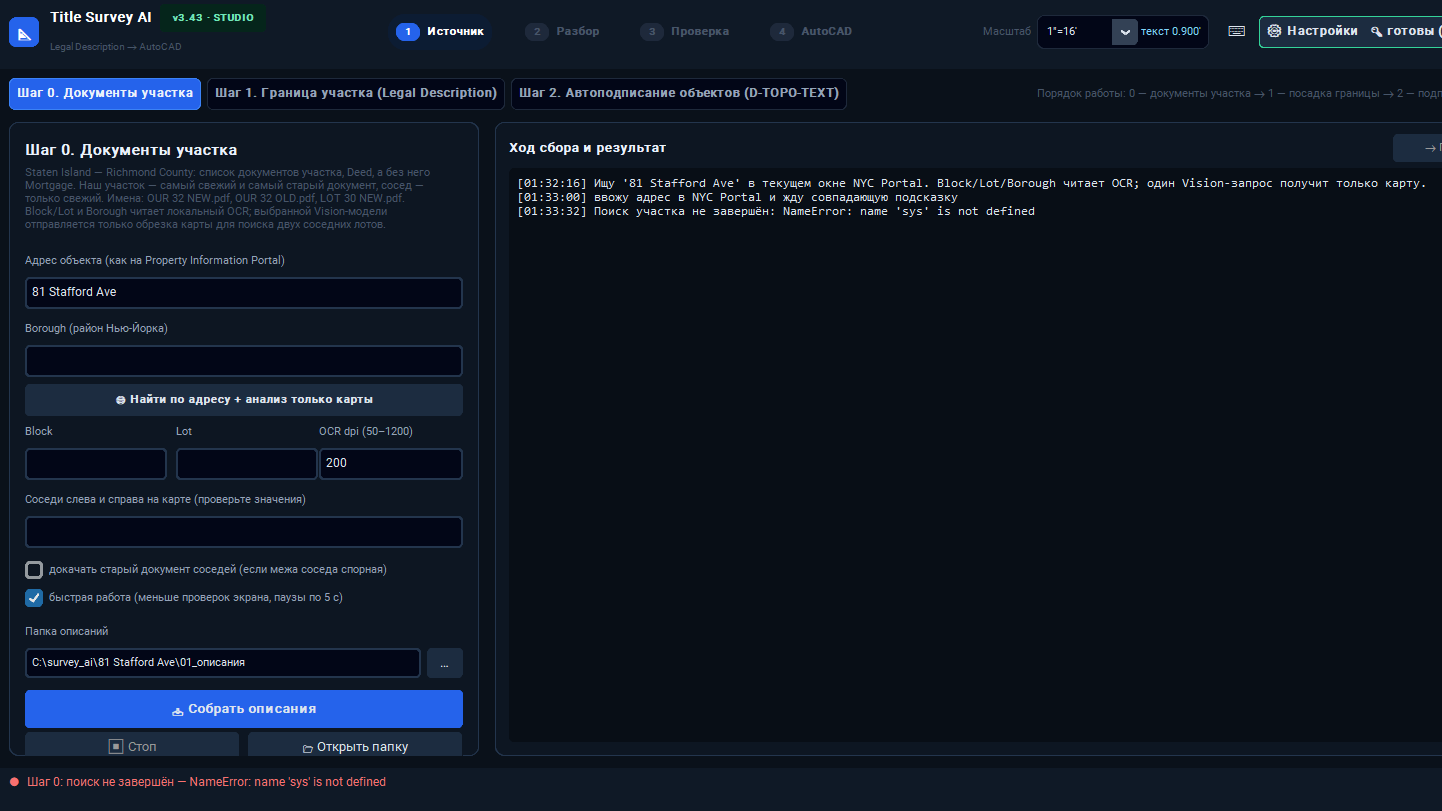 Title Survey AI
v3.43 · STUDIO
Legal Description → AutoCAD
1 Источник
2 Разбор
3 Проверка
4 AutoCAD
Масштаб
1"=16'
текст 0.900'
Настройки
готовы (
Шаг 0. Документы участка
Шаг 1. Граница участка (Legal Description)
Шаг 2. Автоподписание объектов (D-TOPO-TEXT)
Порядок работы: 0 — документы участка → 1 — посадка границы → 2 — подп
Шаг 0. Документы участка
Staten Island — Richmond County: список документов участка, Deed, а без него
Mortgage. Наш участок — самый свежий и самый старый документ, сосед —
только свежий. Имена: OUR 32 NEW.pdf, OUR 32 OLD.pdf, LOT 30 NEW.pdf.
Block/Lot и Borough читает локальный OCR; выбранной Vision-модели
отправляется только обрезка карты для поиска двух соседних лотов.
Адрес объекта (как на Property Information Portal)
81 Stafford Ave
Borough (район Нью-Йорка)
Найти по адресу + анализ только карты
Block
Lot
OCR dpi (50–1200)
200
Соседи слева и справа на карте (проверьте значения)
докачать старый документ соседей (если межа соседа спорная)
быстрая работа (меньше проверок экрана, паузы по 5 с)
Папка описаний
C:\survey_ai\81 Stafford Ave\01_описания
...
Собрать описания
Стоп
Открыть папку
Ход сбора и результат
[01:32:16] Ищу '81 Stafford Ave' в текущем окне NYC Portal. Block/Lot/Borough читает OCR; один Vision-запрос получит только карту.
[01:33:00] ввожу адрес в NYC Portal и жду совпадающую подсказку
[01:33:32] Поиск участка не завершён: NameError: name 'sys' is not defined
Шаг 0: поиск не завершён — NameError: name 'sys' is not defined